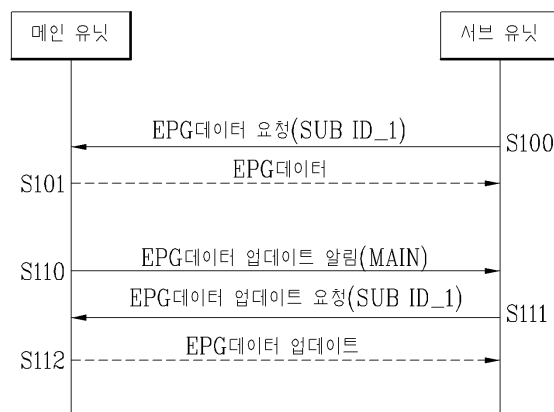 메인 유닛
서브 유닛
EPG데이터 요청(SUB ID_1)
S100
EPG데이터
S101
EPG데이터 업데이트 알림(MAIN)
S110
EPG데이터 업데이트 요청(SUB ID_1)
S111
EPG데이터 업데이트
S112